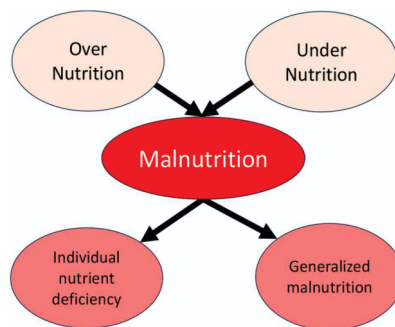 Over
Nutrition
Under
Nutrition
Malnutrition
Individual
nutrient
deficiency
Generalized
malnutrition